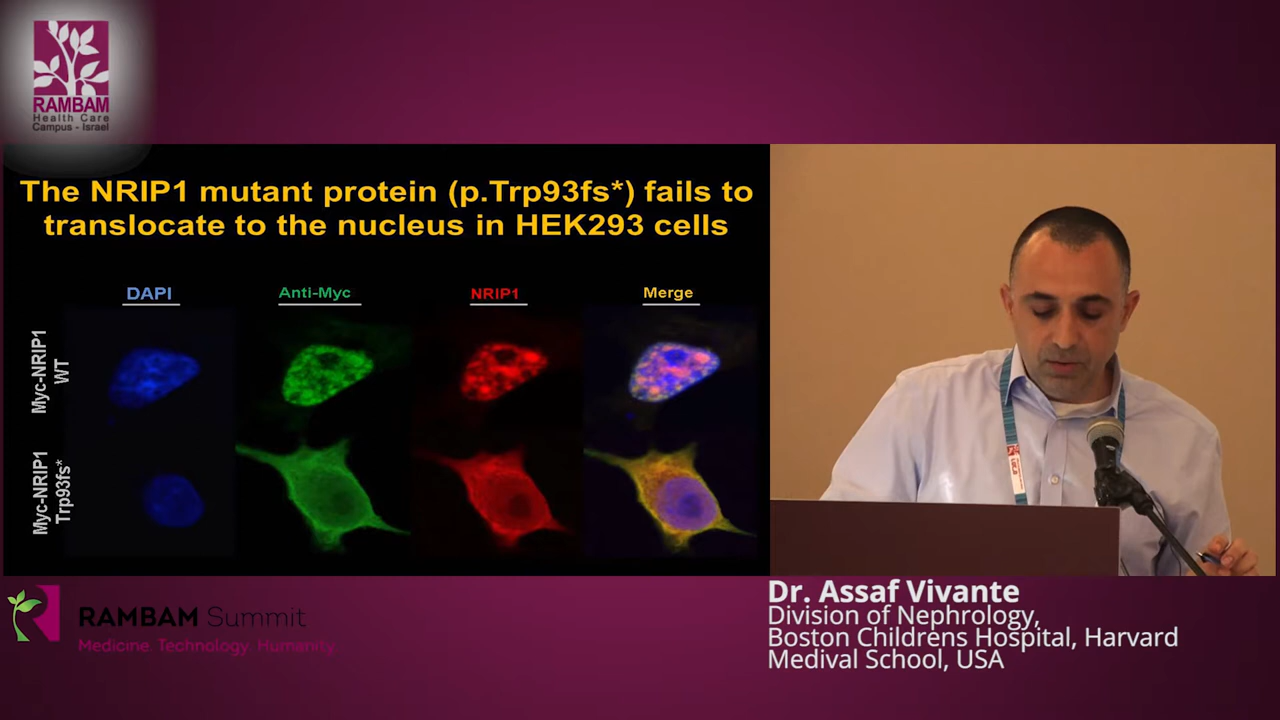 RAMBAM
Health Care
Campus - Israel
The NRIP1 mutant protein (p.Trp93fs*) fails to
translocate to the nucleus in HEK293 cells
DAPI
Anti-Myc
NRIP1
Merge
Myc-NRIP1
WT
Myc-NRIP1
Trp93fs*
RAMBAM Summit
Medicine. Technology. Humanity.
Dr. Assaf Vivante
Division of Nephrology,
Boston Childrens Hospital, Harvard
Medival School, USA